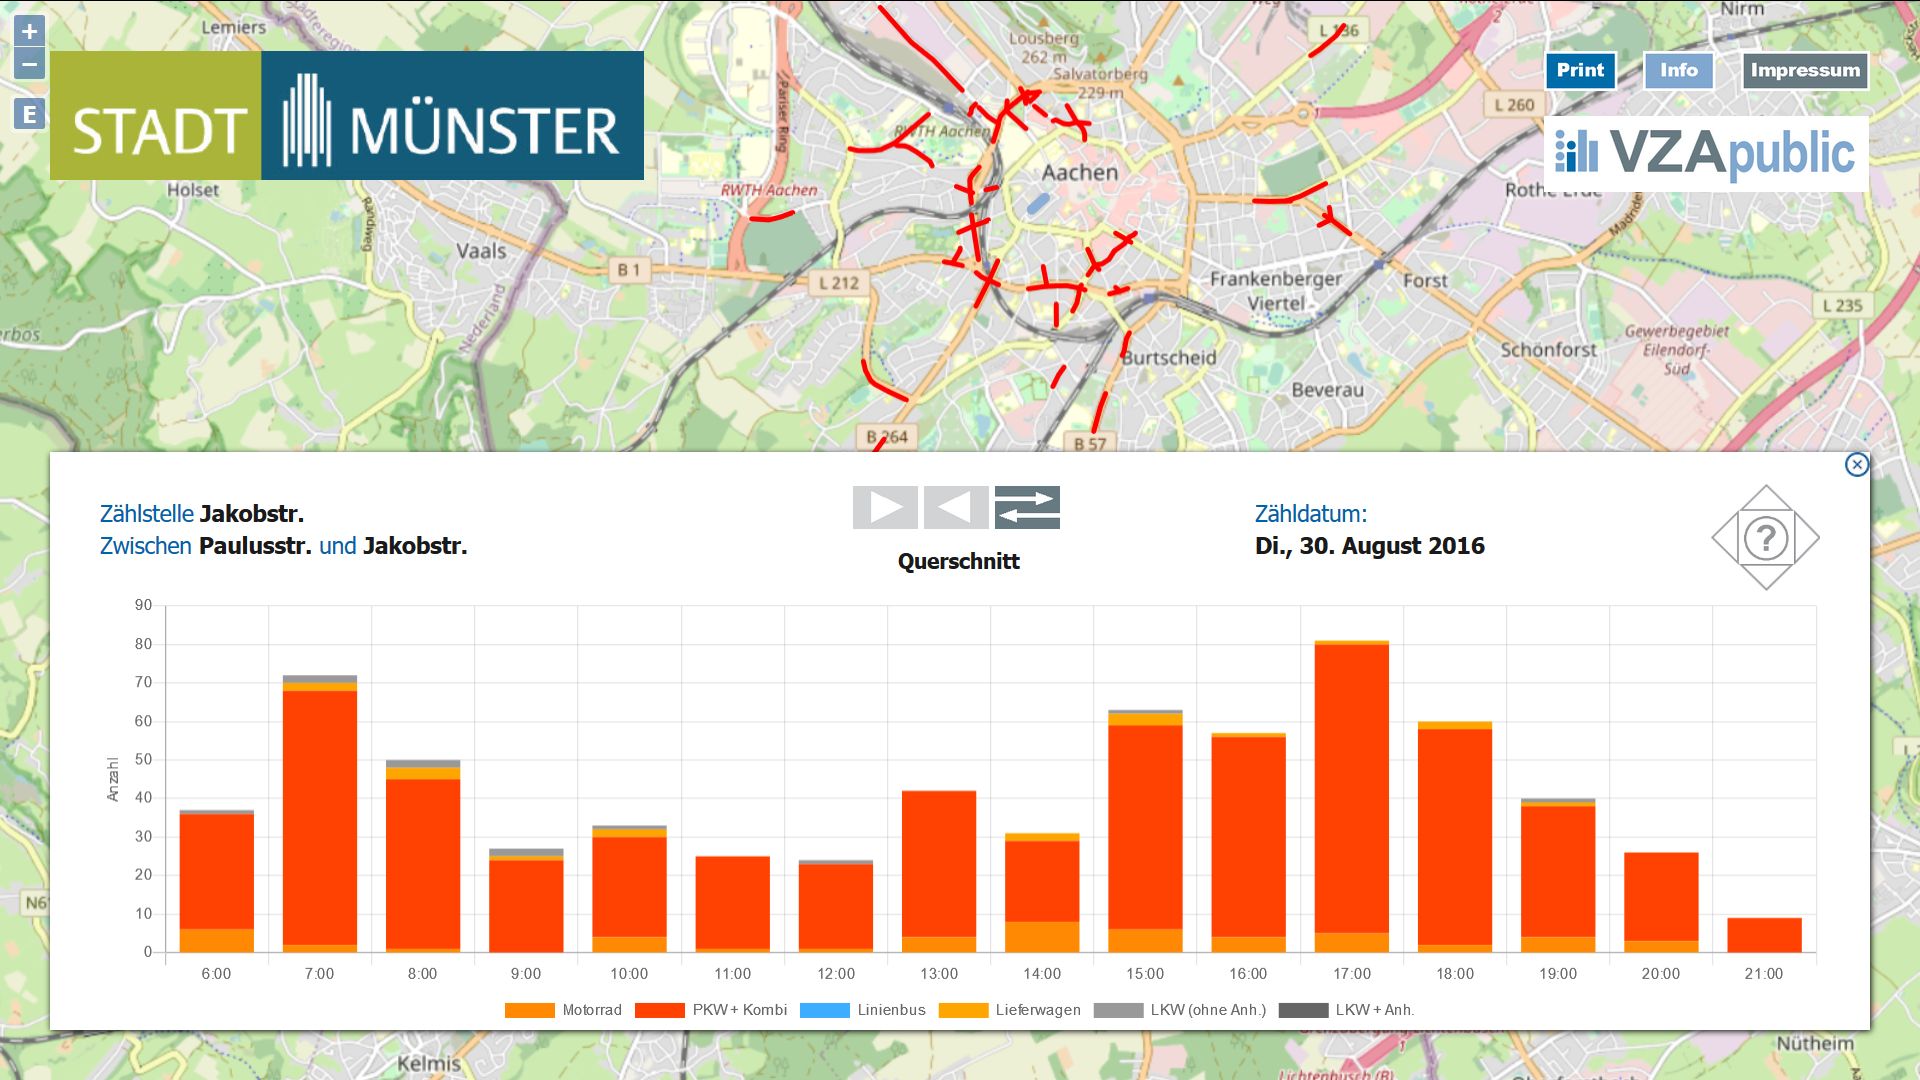 +
−
E
STADT MÜNSTER
Print
Info
Impressum
VZApublic
Lemiers
Lousberg
262 m
Salvatorberg
229 m
L 136
Nirm
2
L 260
Pariser Ring
RWTH Aachen
Aachen
Holset
RWTH Aachen
Rothe Erde
Randweg
Madrider
Vaals
B 1
L 212
Frankenberger
Viertel
Forst
L 235
Nederland
Burtscheid
Schönforst
Gewerbegebiet
Eilendorf-
Süd
Beverau
B 264
B 57
Zählstelle Jakobstr.
Zwischen Paulusstr. und Jakobstr.
Querschnitt
Zähldatum:
Di., 30. August 2016
?
Anzahl
90
80
70
60
50
40
30
20
10
0
6:00 7:00 8:00 9:00 10:00 11:00 12:00 13:00 14:00 15:00 16:00 17:00 18:00 19:00 20:00 21:00
Motorrad PKW + Kombi Linienbus Lieferwagen LKW (ohne Anh.) LKW + Anh.
Kelmis
1
Lichtenbusch (B)
Nütheim